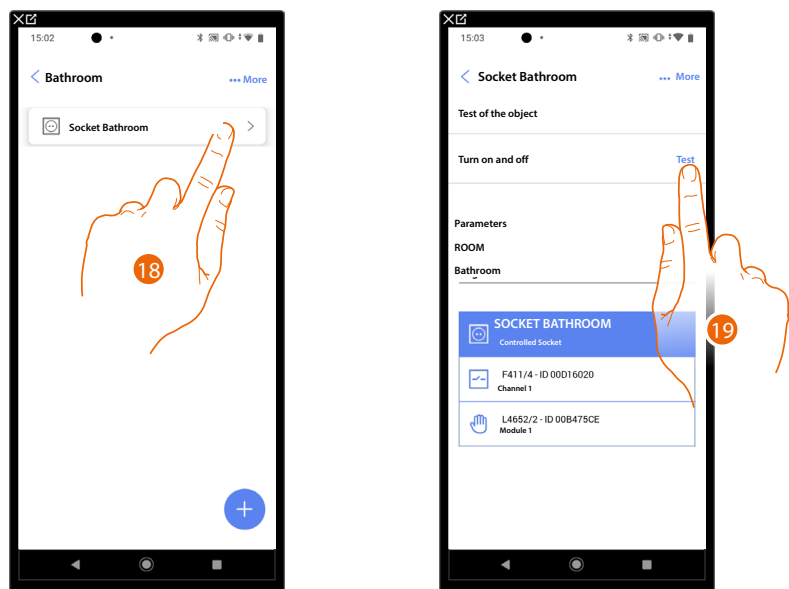 15:02
Bathroom
••• More
Socket Bathroom
18
15:03
Socket Bathroom
••• More
Test of the object
Turn on and off
Test
Parameters
ROOM
Bathroom
SOCKET BATHROOM
Controlled Socket
F411/4 - ID 00D16020
Channel 1
L4652/2 - ID 00B475CE
Module 1
19